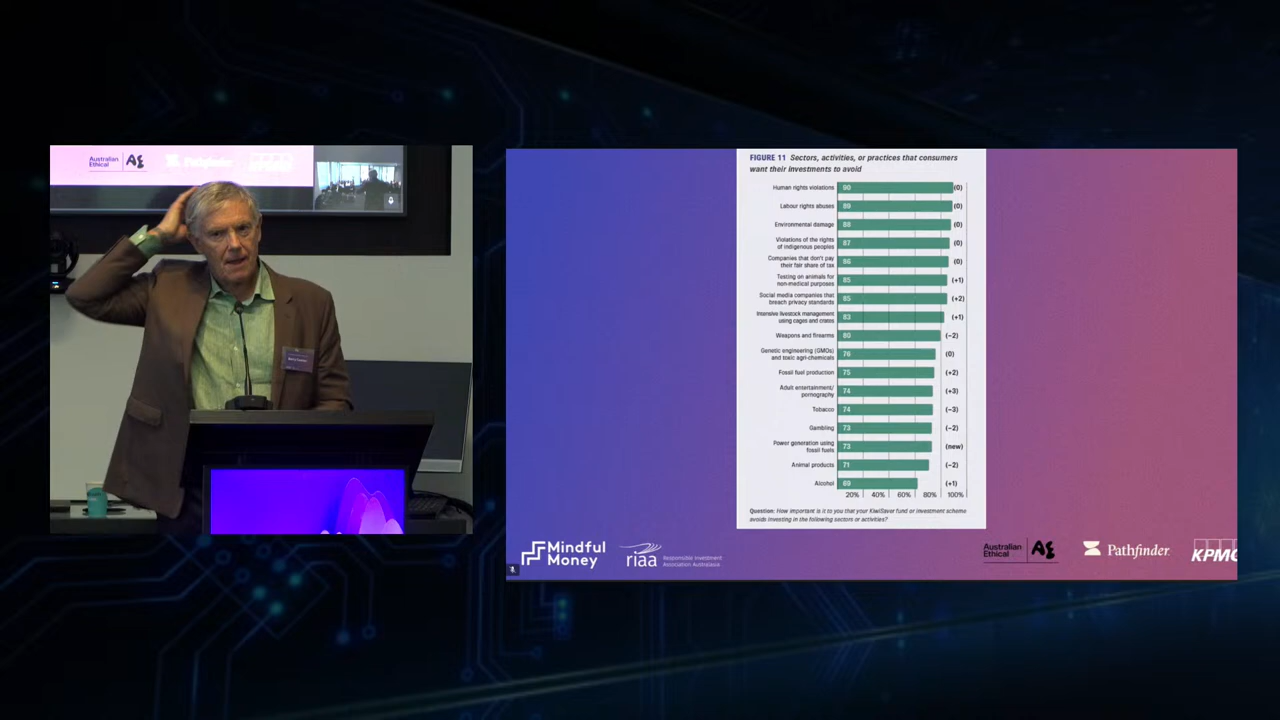 Australian
Ethical
Pathfinder
FIGURE 11 Sectors, activities, or practices that consumers
want their investments to avoid
Human rights violations 90 (0)
Labour rights abuses 89 (0)
Environmental damage 88 (0)
Violations of the rights
of indigenous peoples 87 (0)
Companies that don't pay
their fair share of tax 86 (0)
Testing on animals for
non-medical purposes 85 (+1)
Social media companies that
breach privacy standards 85 (+2)
Intensive livestock management
using cages and crates 83 (+1)
Weapons and firearms 80 (–2)
Genetic engineering (GMOs)
and toxic agri-chemicals 76 (0)
Fossil fuel production 75 (+2)
Adult entertainment/
pornography 74 (+3)
Tobacco 74 (–3)
Gambling 73 (–2)
Power generation using
fossil fuels 73 (new)
Animal products 71 (–2)
Alcohol 69 (+1)
20% 40% 60% 80% 100%
Question: How important is it to you that your KiwiSaver fund or investment scheme
avoids investing in the following sectors or activities?
Mindful
Money
riaa
Responsible Investment
Association Australasia
Australian
Ethical
Pathfinder
KPMG